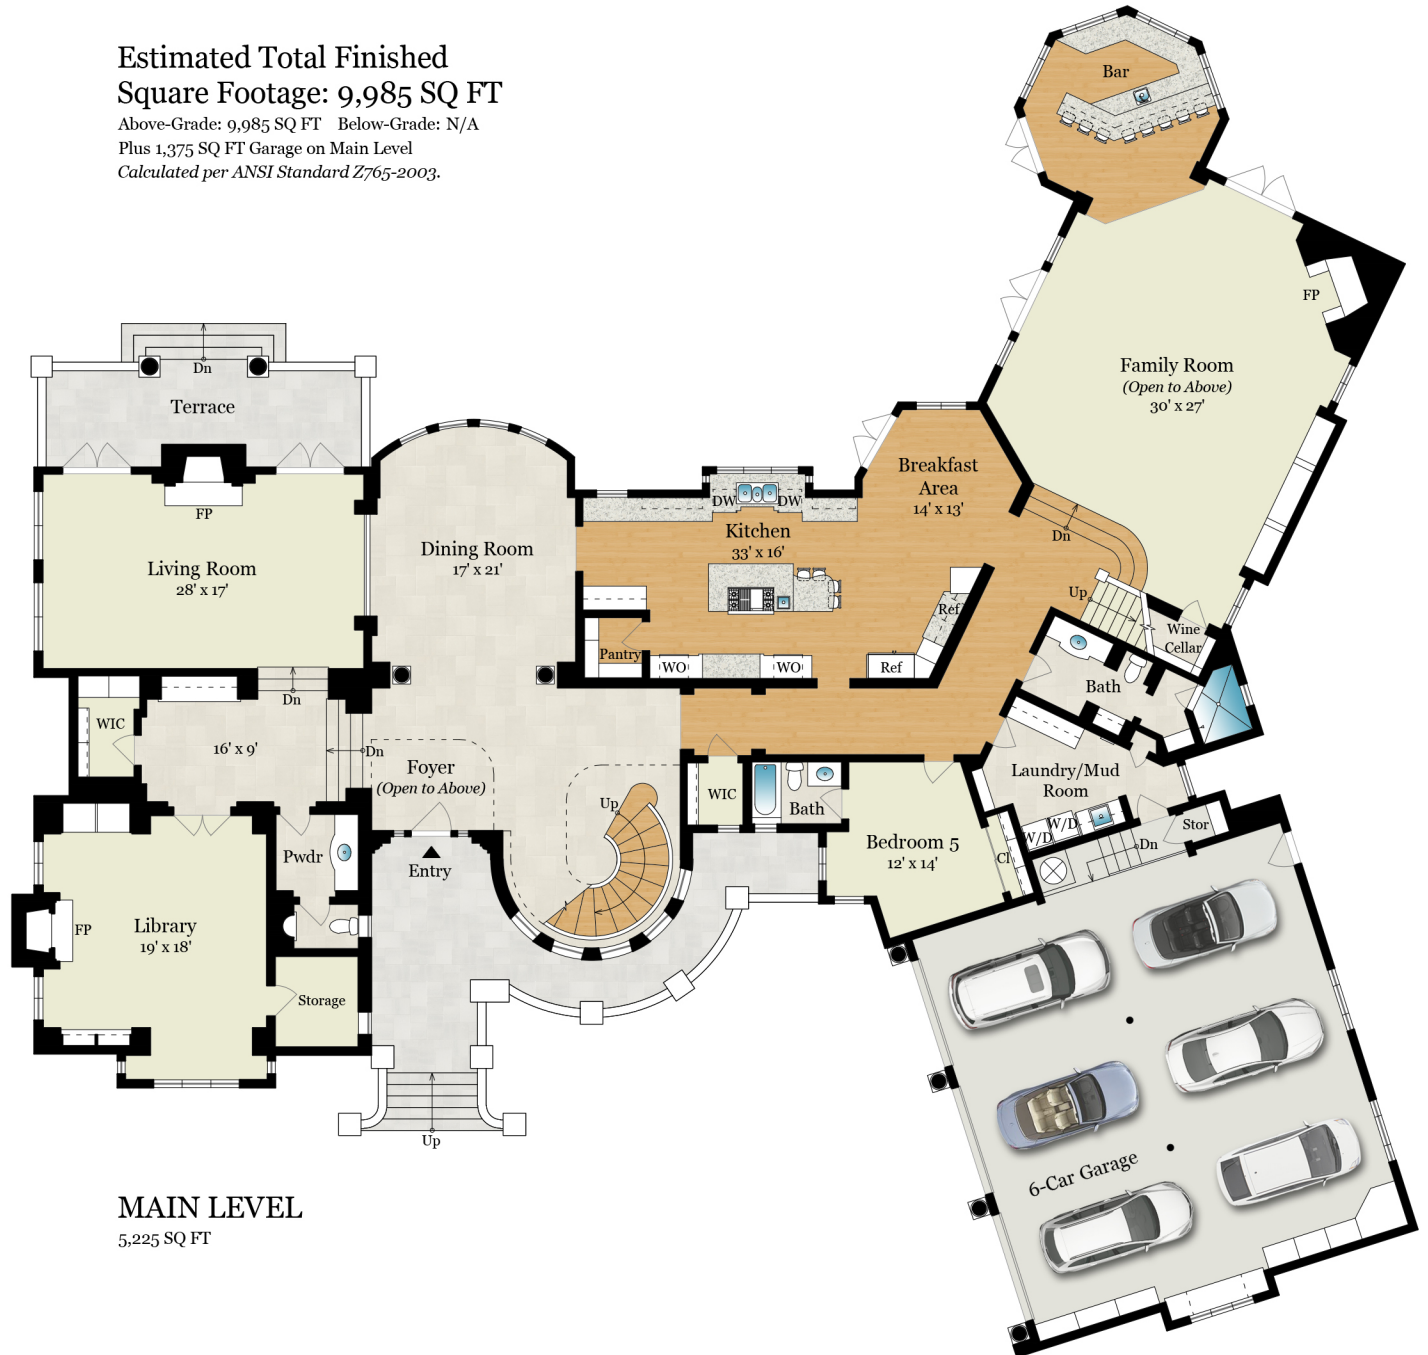 Estimated Total Finished
Square Footage: 9,985 SQ FT
Above-Grade: 9,985 SQ FT Below-Grade: N/A
Plus 1,375 SQ FT Garage on Main Level
Calculated per ANSI Standard Z765-2003.
Bar
FP
Family Room
(Open to Above)
30' x 27'
Dn
Terrace
FP
Living Room
28' x 17'
Dining Room
17' x 21'
DW
DW
Kitchen
33' x 16'
Breakfast
Area
14' x 13'
Dn
Up
Ref
Ref
Pantry
WO
WO
Wine
Cellar
Bath
WIC
Dn
16' x 9'
Dn
Foyer
(Open to Above)
Up
WIC
Bath
Laundry/Mud
Room
W/D
W/D
Stor
Dn
Bedroom 5
12' x 14'
Cl
Pwdr
Entry
Library
19' x 18'
FP
Storage
Up
6-Car Garage
MAIN LEVEL
5,225 SQ FT